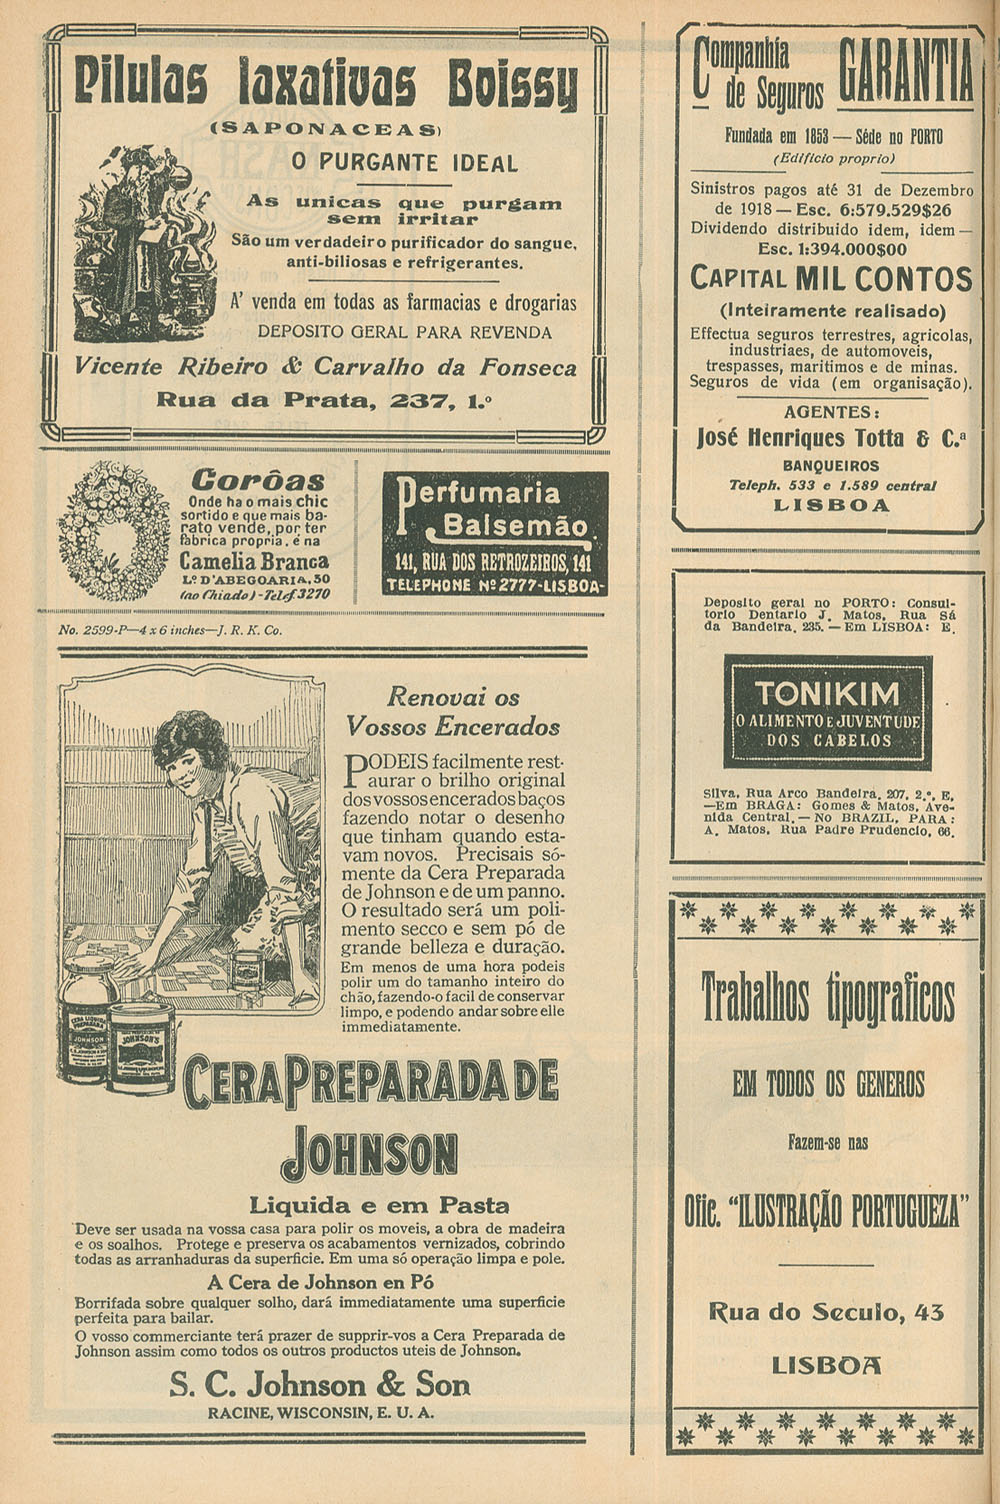 Pilulas laxativas Boissy
(SAPONACEAS)
O PURGANTE IDEAL
As unicas que purgam
sem irritar
São um verdadeiro purificador do sangue,
anti-biliosas e refrigerantes.
A' venda em todas as farmacias e drogarias
DEPOSITO GERAL PARA REVENDA
Vicente Ribeiro & Carvalho da Fonseca
Rua da Prata, 237, 1.º
Corôas
Onde ha o mais chic
sortido e que mais ba-
rato vende, por ter
fabrica propria, é na
Camelia Branca
L.º D'ABEGOARIA, 50
(ao Chiado) - Telef 3270
Perfumaria
Balsemão
141, RUA DOS RETROZEIROS, 141
TELEPHONE Nº 2777-LISBOA-
No. 2599-P—4 x 6 inches—J. R. K. Co.
Renovai os
Vossos Encerados
PODEIS facilmente rest-
aurar o brilho original
dos vossos encerados baços
fazendo notar o desenho
que tinham quando esta-
vam novos. Precisais só-
mente da Cera Preparada
de Johnson e de um panno.
O resultado será um poli-
mento secco e sem pó de
grande belleza e duração.
Em menos de uma hora podeis
polir um do tamanho inteiro do
chão, fazendo-o facil de conservar
limpo, e podendo andar sobre elle
immediatamente.
CERA LIQUIDA
PREPARADA
JOHNSON
JOHNSON'S
CERA PREPARADA DE
JOHNSON
Liquida e em Pasta
Deve ser usada na vossa casa para polir os moveis, a obra de madeira
e os soalhos. Protege e preserva os acabamentos vernizados, cobrindo
todas as arranhaduras da superficie. Em uma só operação limpa e pole.
A Cera de Johnson en Pó
Borrifada sobre qualquer solho, dará immediatamente uma superficie
perfeita para bailar.
O vosso commerciante terá prazer de supprir-vos a Cera Preparada de
Johnson assim como todos os outros productos uteis de Johnson.
S. C. Johnson & Son
RACINE, WISCONSIN, E. U. A.
Companhia
de Seguros GARANTIA
Fundada em 1853 — Séde no PORTO
(Edificio proprio)
Sinistros pagos até 31 de Dezembro
de 1918 — Esc. 6:579.529$26
Dividendo distribuido idem, idem —
Esc. 1:394.000$00
CAPITAL MIL CONTOS
(Inteiramente realisado)
Effectua seguros terrestres, agricolas,
industriaes, de automoveis,
trespasses, maritimos e de minas.
Seguros de vida (em organisação).
AGENTES:
José Henriques Totta & C.ª
BANQUEIROS
Teleph. 533 e 1.589 central
LISBOA
Deposito geral no PORTO: Consul-
torio Dentario J. Matos, Rua Sá
da Bandeira, 235. — Em LISBOA: E.
TONIKIM
O ALIMENTO E JUVENTUDE
DOS CABELOS
Silva, Rua Arco Bandeira, 207, 2.º, E.
—Em BRAGA: Gomes & Matos, Ave-
nida Central. — No BRAZIL, PARA:
A. Matos, Rua Padre Prudencio, 66.
Trabalhos tipograficos
EM TODOS OS GENEROS
Fazem-se nas
Ofic. "ILUSTRAÇÃO PORTUGUEZA"
Rua do Seculo, 43
LISBOA